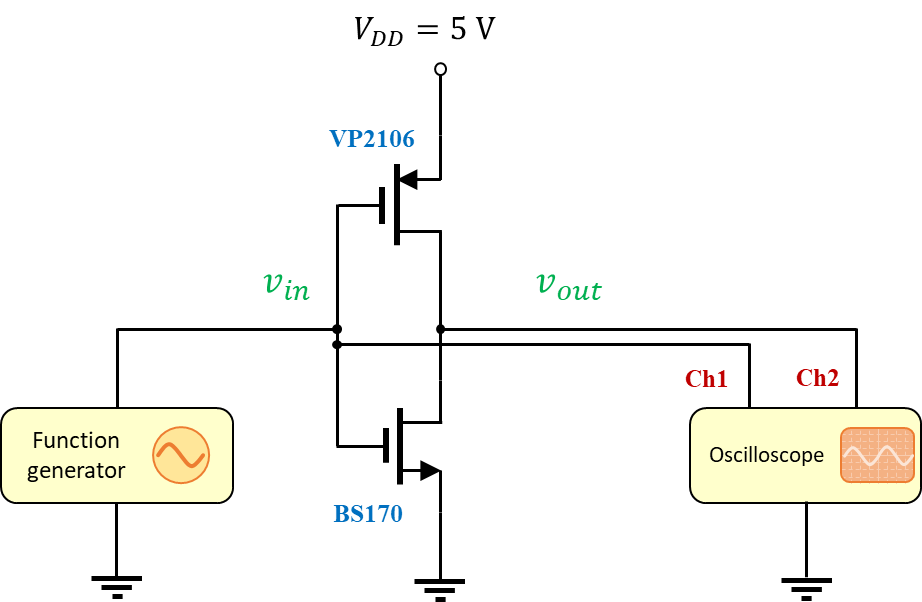 V_DD = 5 V
VP2106
v_in
v_out
Ch1
Ch2
Function
generator
Oscilloscope
BS170